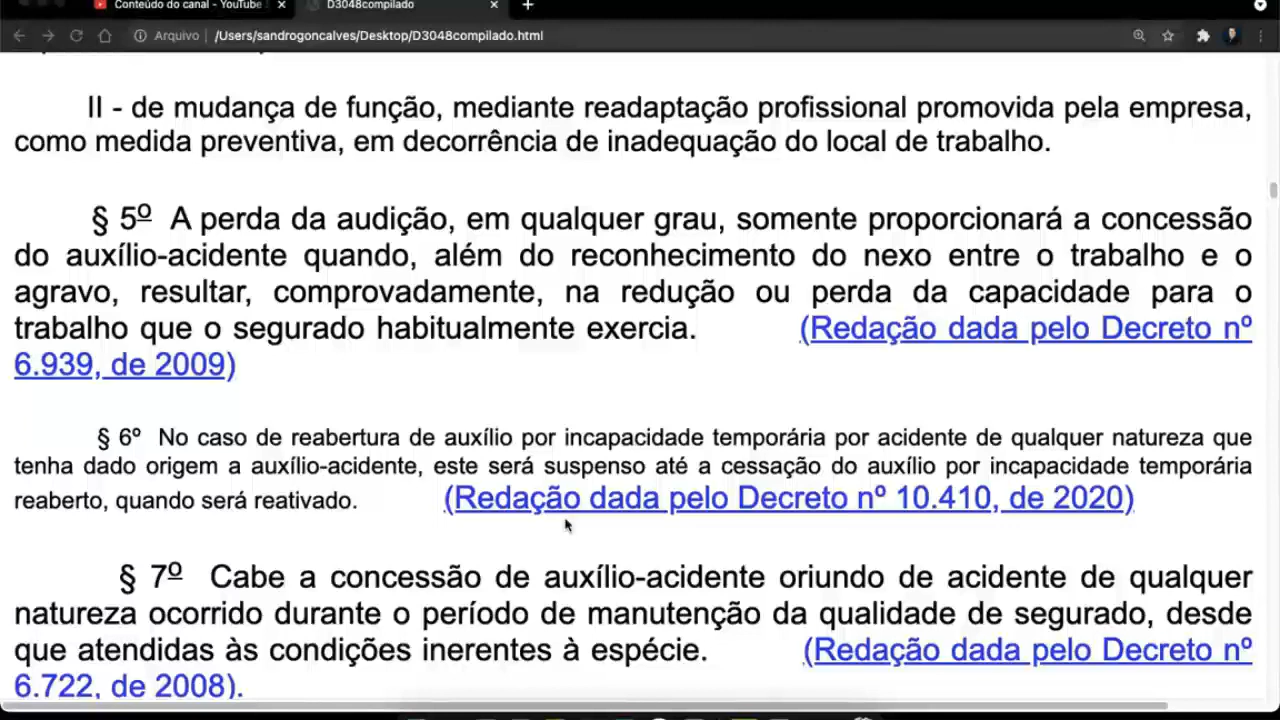 Conteúdo do canal - YouTube
D3048compilado
Arquivo | /Users/sandrogoncalves/Desktop/D3048compilado.html
II - de mudança de função, mediante readaptação profissional promovida pela empresa,
como medida preventiva, em decorrência de inadequação do local de trabalho.
§ 5º A perda da audição, em qualquer grau, somente proporcionará a concessão
do auxílio-acidente quando, além do reconhecimento do nexo entre o trabalho e o
agravo, resultar, comprovadamente, na redução ou perda da capacidade para o
trabalho que o segurado habitualmente exercia. (Redação dada pelo Decreto nº
6.939, de 2009)
§ 6º No caso de reabertura de auxílio por incapacidade temporária por acidente de qualquer natureza que
tenha dado origem a auxílio-acidente, este será suspenso até a cessação do auxílio por incapacidade temporária
reaberto, quando será reativado. (Redação dada pelo Decreto nº 10.410, de 2020)
§ 7º Cabe a concessão de auxílio-acidente oriundo de acidente de qualquer
natureza ocorrido durante o período de manutenção da qualidade de segurado, desde
que atendidas às condições inerentes à espécie. (Redação dada pelo Decreto nº
6.722, de 2008).